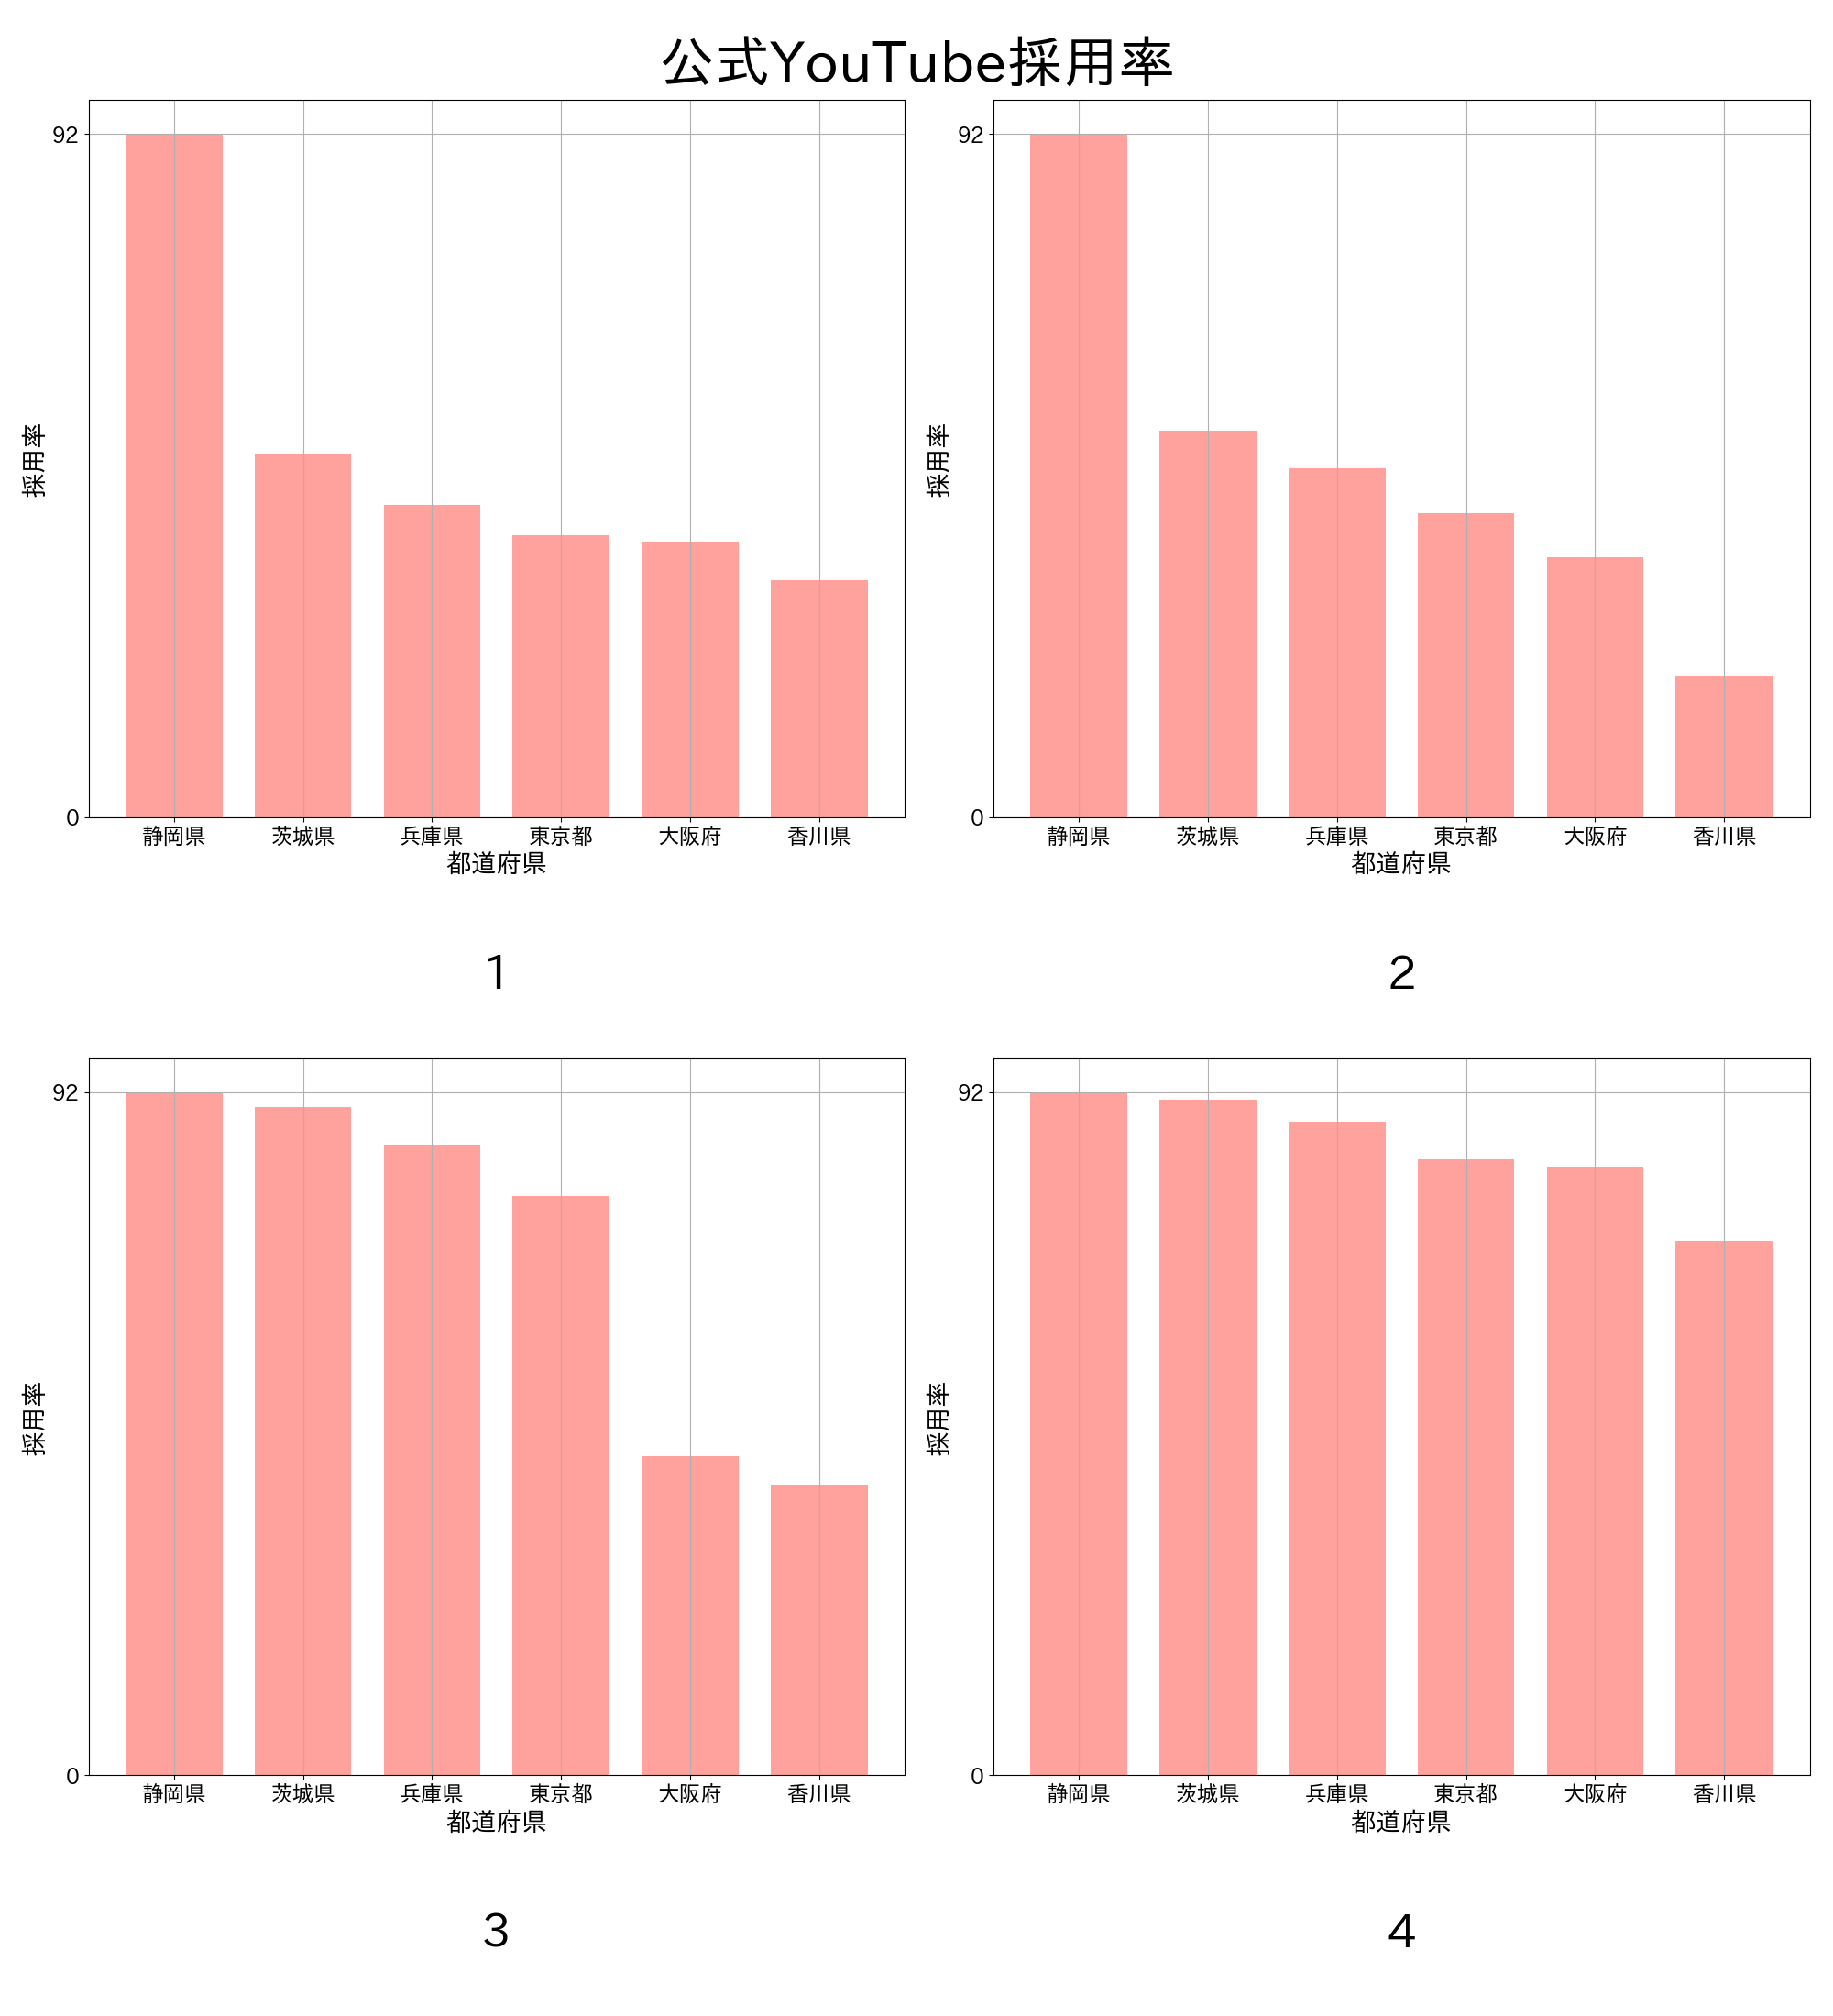 公式YouTube採用率
92
採用率
0
静岡県 茨城県 兵庫県 東京都 大阪府 香川県
都道府県
1
92
採用率
0
静岡県 茨城県 兵庫県 東京都 大阪府 香川県
都道府県
2
92
採用率
0
静岡県 茨城県 兵庫県 東京都 大阪府 香川県
都道府県
3
92
採用率
0
静岡県 茨城県 兵庫県 東京都 大阪府 香川県
都道府県
4